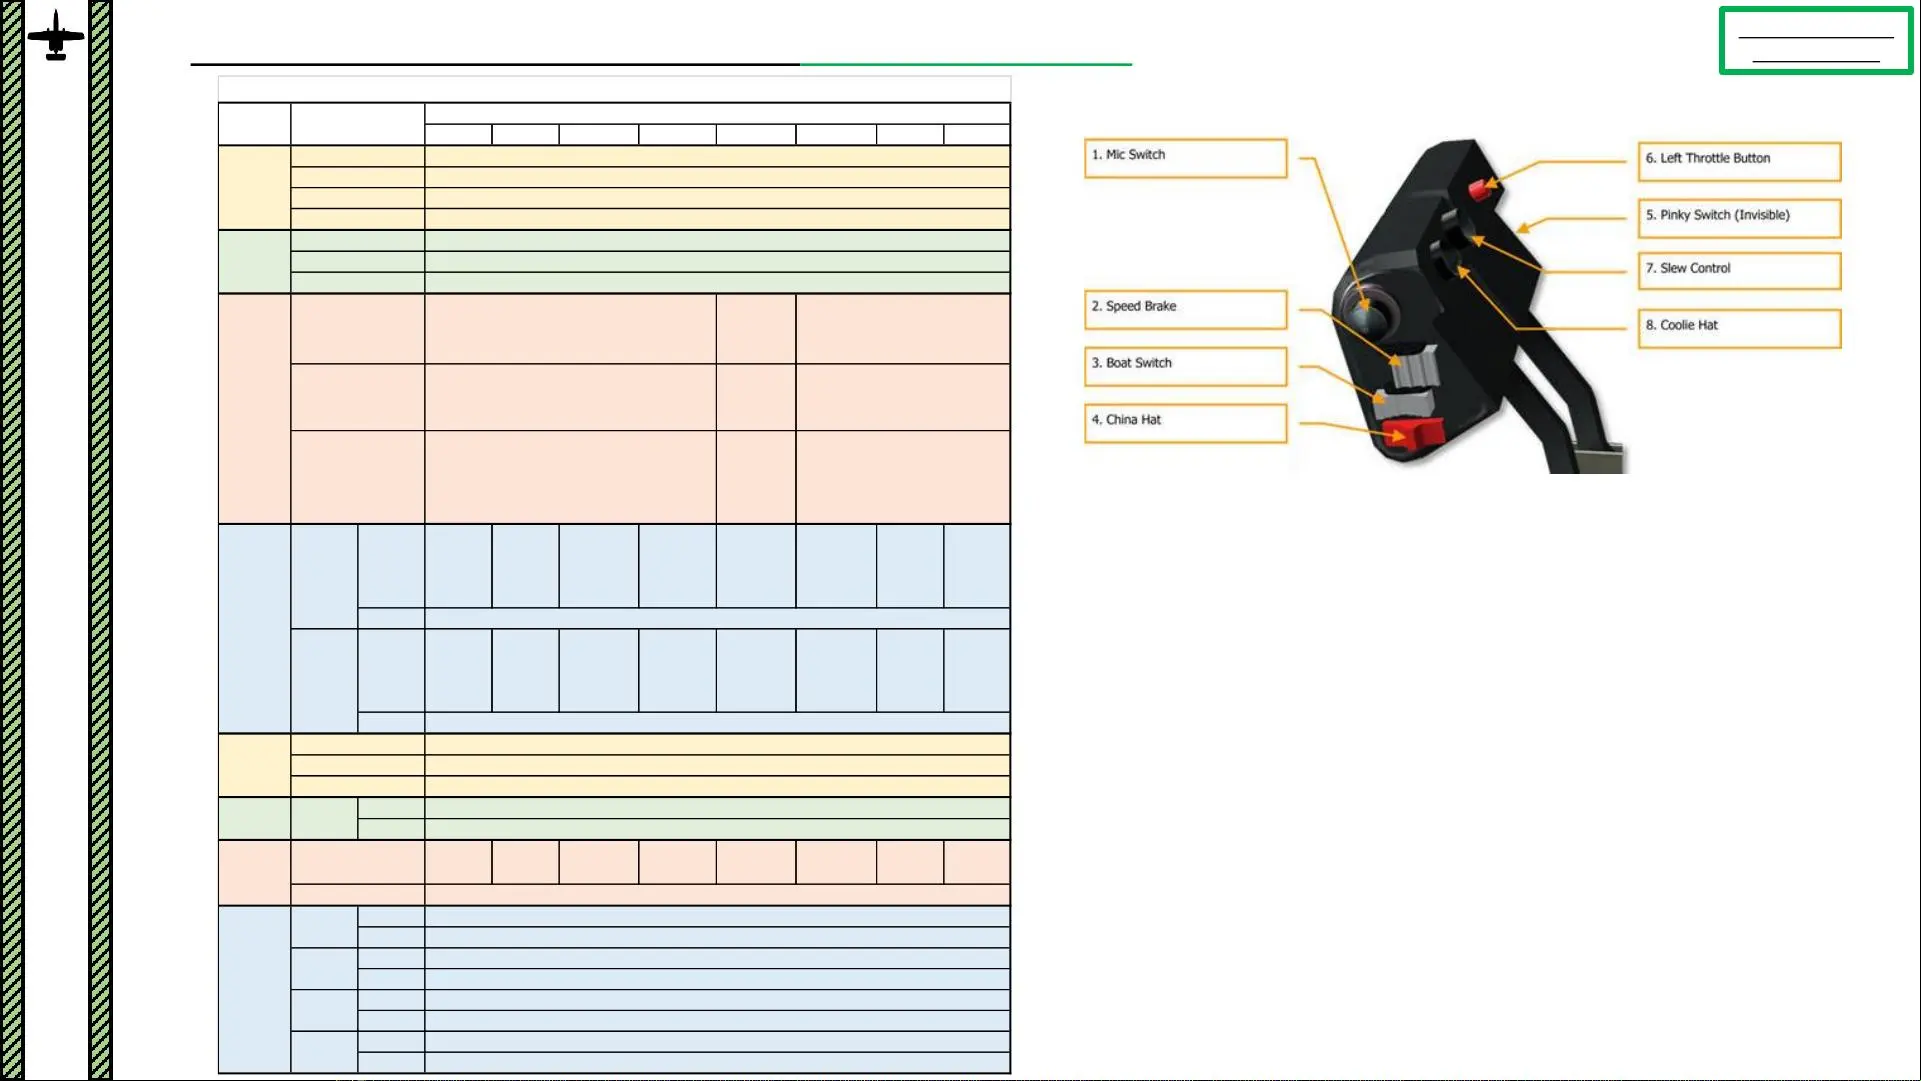 1. Mic Switch
2. Speed Brake
3. Boat Switch
4. China Hat
6. Left Throttle Button
5. Pinky Switch (Invisible)
7. Slew Control
8. Coolie Hat